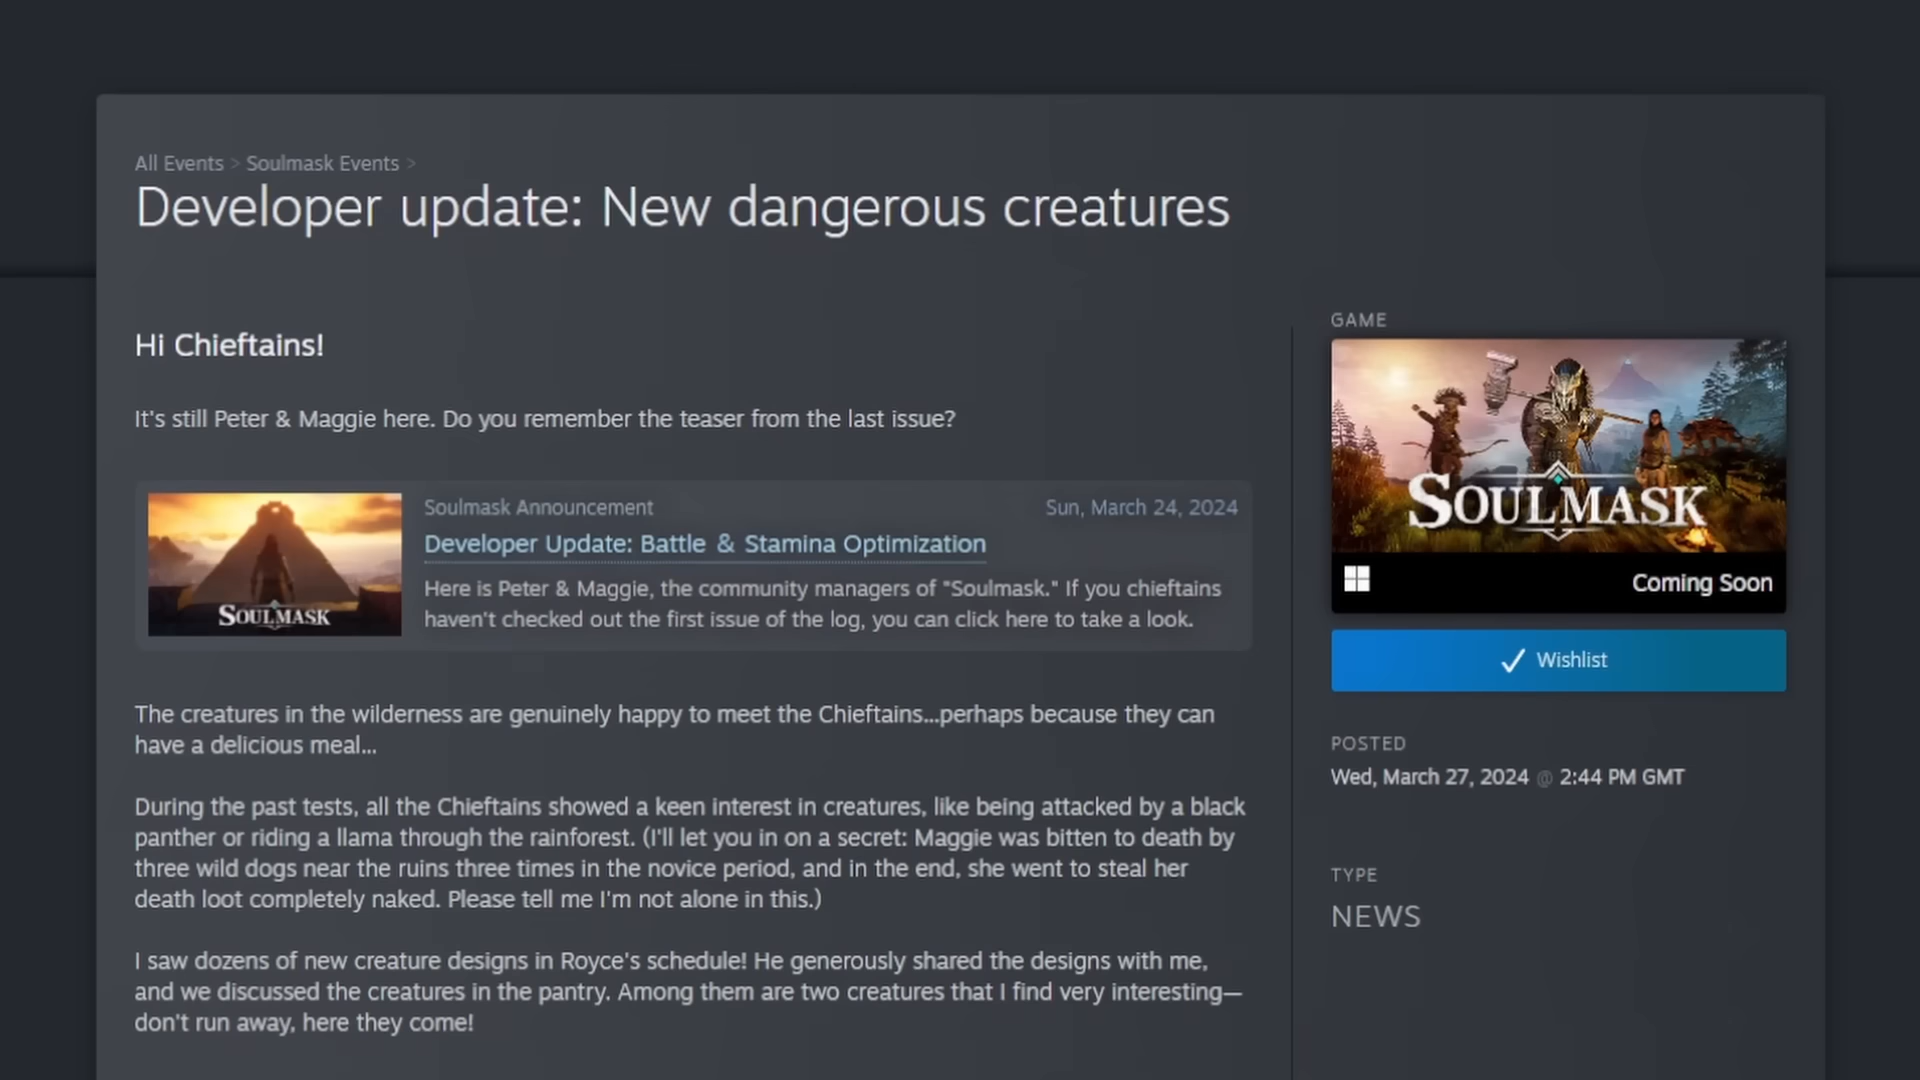 All Events > Soulmask Events >
Developer update: New dangerous creatures
Hi Chieftains!
It's still Peter & Maggie here. Do you remember the teaser from the last issue?
SOULMASK
Soulmask Announcement
Sun, March 24, 2024
Developer Update: Battle & Stamina Optimization
Here is Peter & Maggie, the community managers of "Soulmask." If you chieftains
haven't checked out the first issue of the log, you can click here to take a look.
The creatures in the wilderness are genuinely happy to meet the Chieftains...perhaps because they can
have a delicious meal...
During the past tests, all the Chieftains showed a keen interest in creatures, like being attacked by a black
panther or riding a llama through the rainforest. (I'll let you in on a secret: Maggie was bitten to death by
three wild dogs near the ruins three times in the novice period, and in the end, she went to steal her
death loot completely naked. Please tell me I'm not alone in this.)
I saw dozens of new creature designs in Royce's schedule! He generously shared the designs with me,
and we discussed the creatures in the pantry. Among them are two creatures that I find very interesting—
don't run away, here they come!
GAME
SOULMASK
Coming Soon
Wishlist
POSTED
Wed, March 27, 2024 @ 2:44 PM GMT
TYPE
NEWS